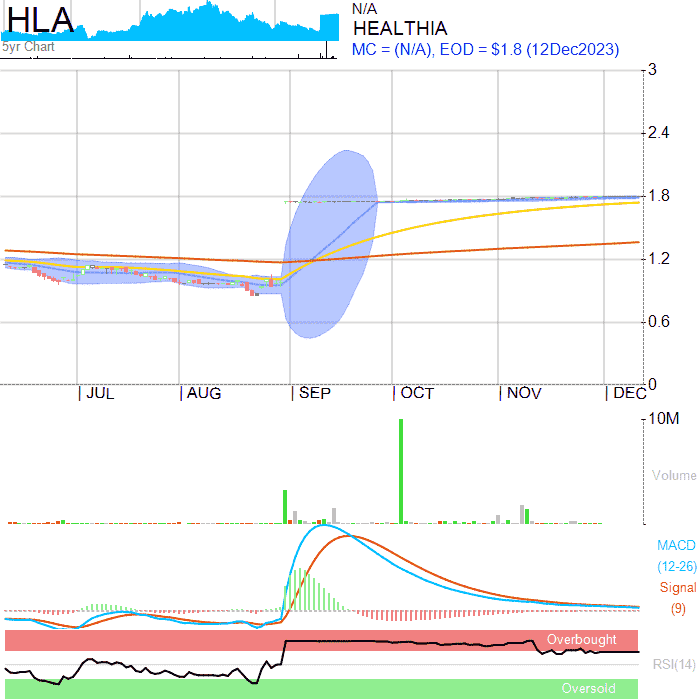 HLA
5yr Chart
N/A
HEALTHIA
MC = (N/A), EOD = $1.8 (12Dec2023)
3
2.4
1.8
1.2
0.6
0
JUL AUG SEP OCT NOV DEC
10M
Volume
MACD
(12-26)
Signal
(9)
Overbought
RSI(14)
Oversoid